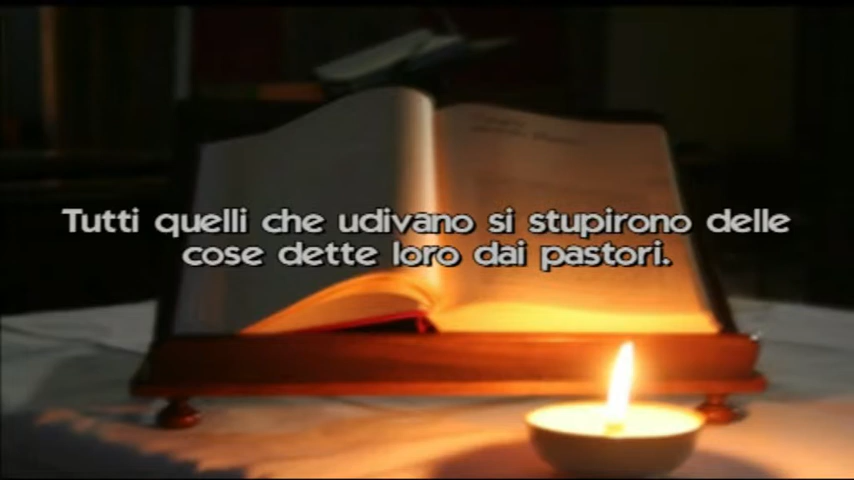 Tutti quelli che udivano si stupirono delle
cose dette loro dai pastori.